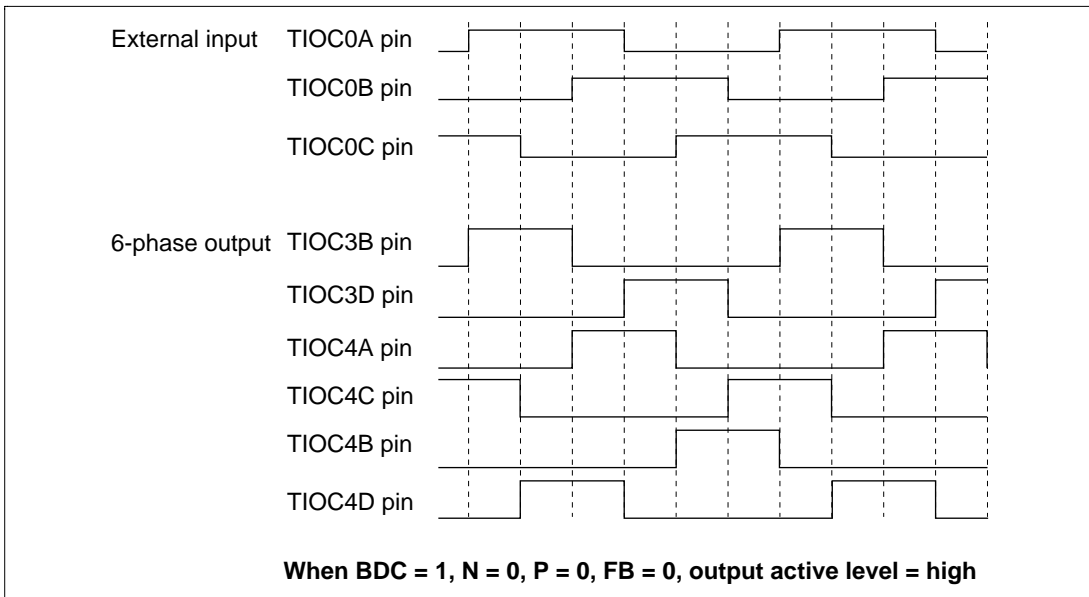 External input TIOC0A pin
TIOC0B pin
TIOC0C pin
6-phase output TIOC3B pin
TIOC3D pin
TIOC4A pin
TIOC4C pin
TIOC4B pin
TIOC4D pin
When BDC = 1, N = 0, P = 0, FB = 0, output active level = high